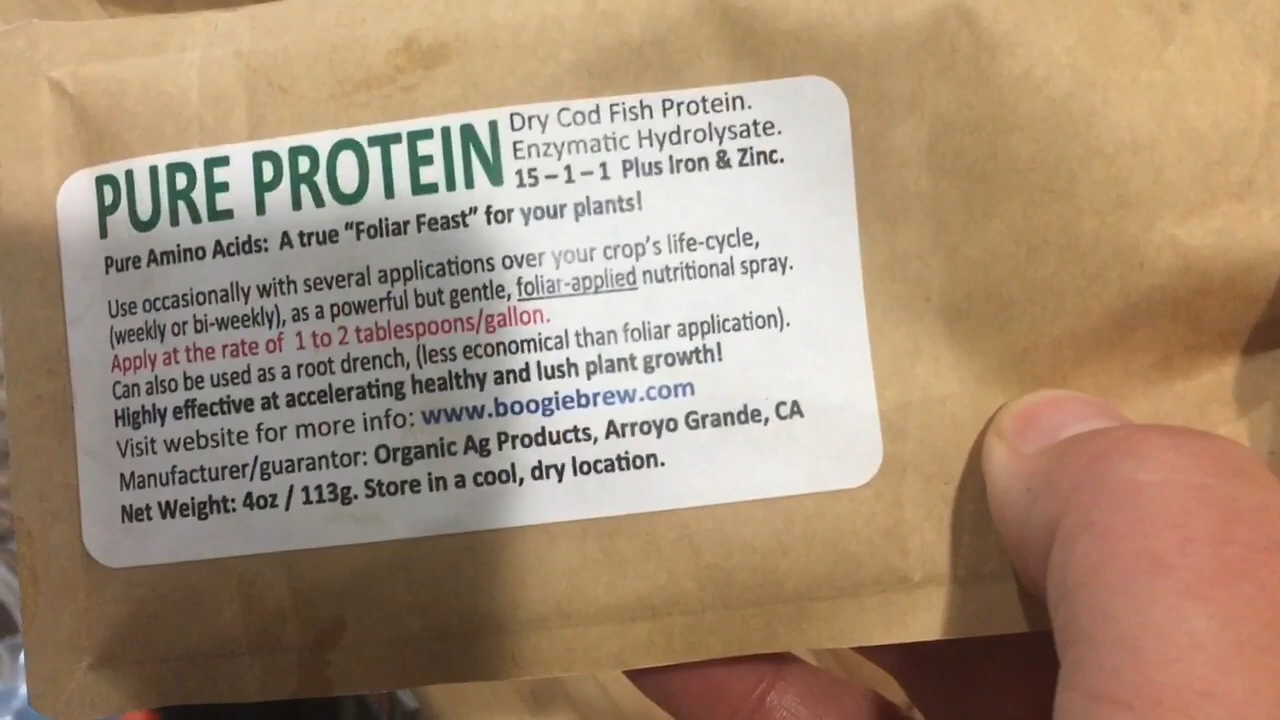 PURE PROTEIN
Dry Cod Fish Protein.
Enzymatic Hydrolysate.
15 – 1 – 1 Plus Iron & Zinc.
Pure Amino Acids: A true “Foliar Feast” for your plants!
Use occasionally with several applications over your crop’s life-cycle,
(weekly or bi-weekly), as a powerful but gentle, foliar-applied nutritional spray.
Apply at the rate of 1 to 2 tablespoons/gallon.
Can also be used as a root drench, (less economical than foliar application).
Highly effective at accelerating healthy and lush plant growth!
Visit website for more info: www.boogiebrew.com
Manufacturer/guarantor: Organic Ag Products, Arroyo Grande, CA
Net Weight: 4oz / 113g. Store in a cool, dry location.